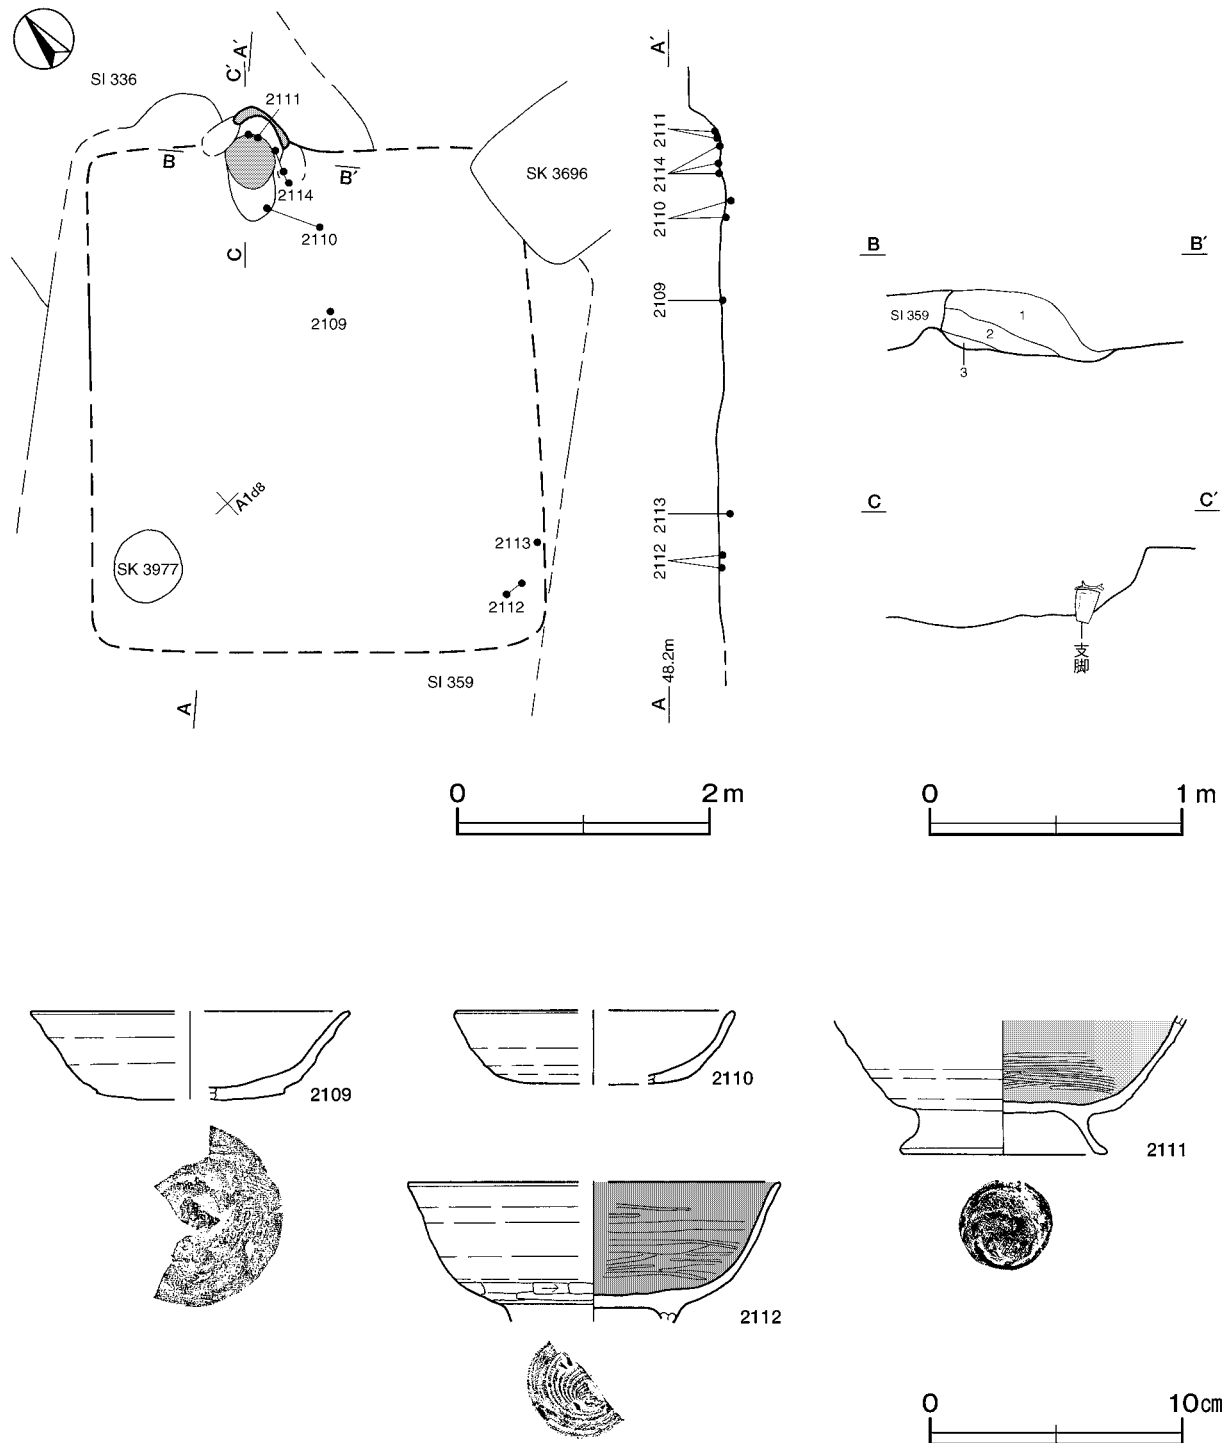 SI 336
C′
A′
2111
B
B′
2114
2110
C
SK 3696
2109
A1d8
SK 3977
2113
2112
SI 359
A
A′
2111
2114
2110
2109
2113
2112
48.2m
A
B
B′
SI 359
1
2
3
C
C′
支脚
0
2 m
0
1 m
2109
2110
2111
2112
0
10cm